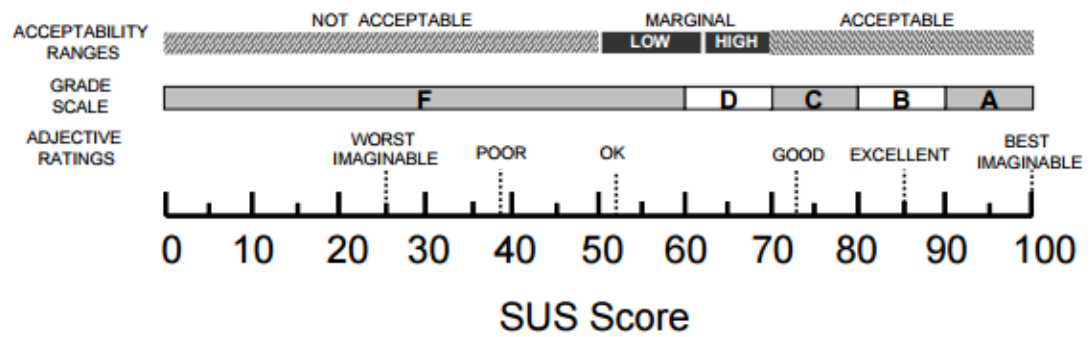 NOT ACCEPTABLE MARGINAL ACCEPTABLE
ACCEPTABILITY
RANGES
LOW HIGH
GRADE
SCALE
F D C B A
ADJECTIVE
RATINGS
WORST
IMAGINABLE
POOR
OK
GOOD
EXCELLENT
BEST
IMAGINABLE
0 10 20 30 40 50 60 70 80 90 100
SUS Score